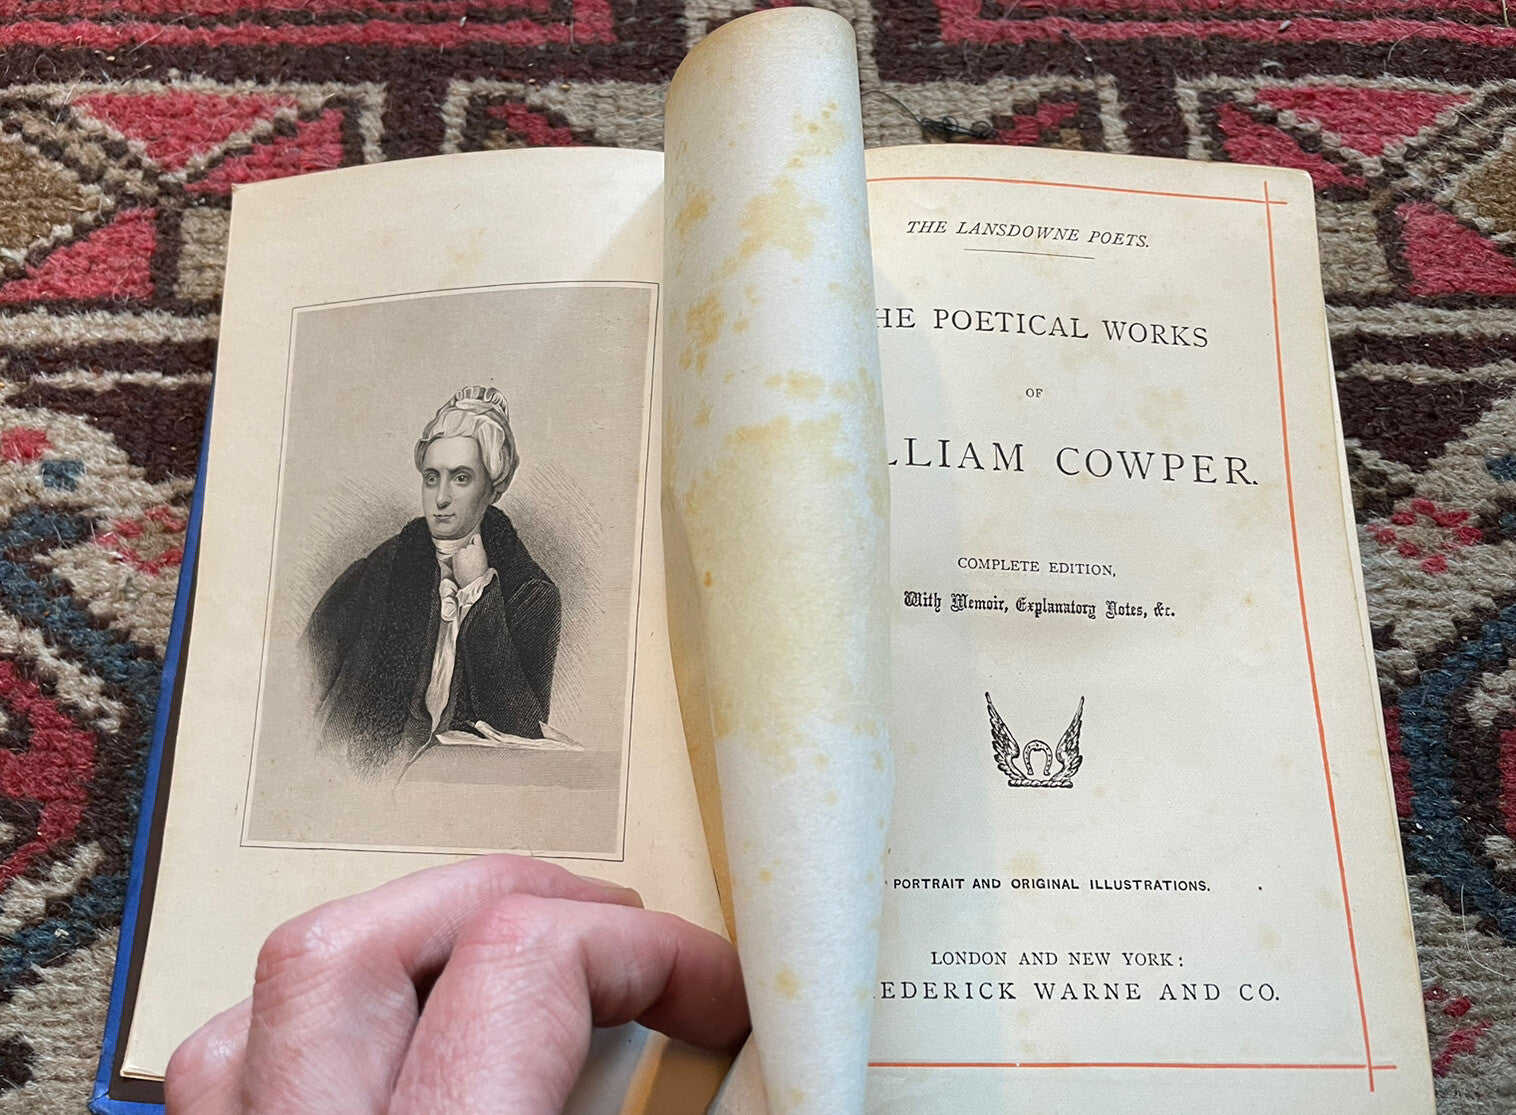 THE LANSDOWNE POETS.
HE POETICAL WORKS
OF
LLIAM COWPER.
COMPLETE EDITION,
With Memoir, Explanatory Notes, &c.
PORTRAIT AND ORIGINAL ILLUSTRATIONS.
LONDON AND NEW YORK:
EDERICK WARNE AND CO.